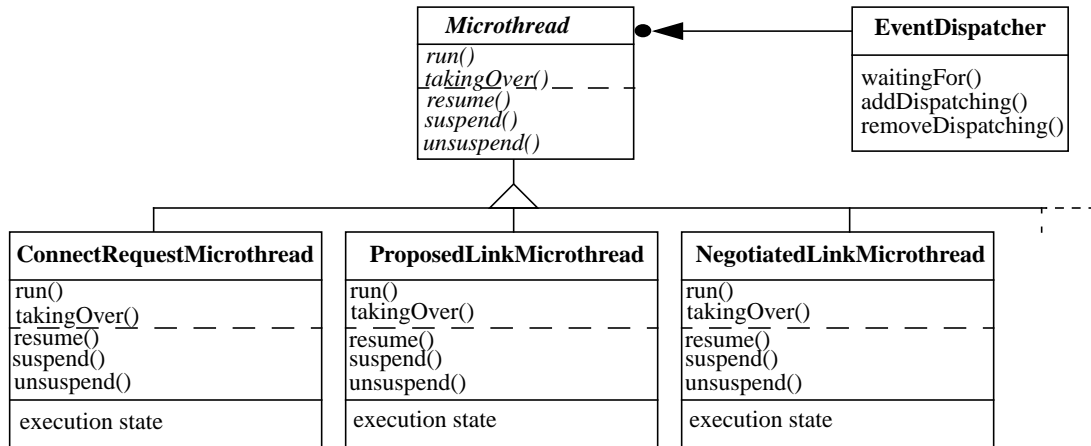 Microthread
run()
takingOver()
resume()
suspend()
unsuspend()
EventDispatcher
waitingFor()
addDispatching()
removeDispatching()
ConnectRequestMicrothread
run()
takingOver()
resume()
suspend()
unsuspend()
execution state
ProposedLinkMicrothread
run()
takingOver()
resume()
suspend()
unsuspend()
execution state
NegotiatedLinkMicrothread
run()
takingOver()
resume()
suspend()
unsuspend()
execution state